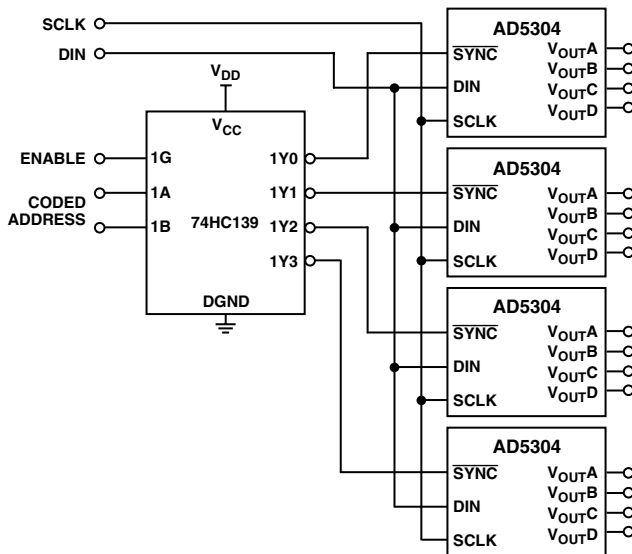 SCLK
DIN
V_DD
V_CC
ENABLE
CODED
ADDRESS
1G
1A
1B
74HC139
1Y0
1Y1
1Y2
1Y3
DGND
AD5304
SYNC
DIN
SCLK
V_OUTA
V_OUTB
V_OUTC
V_OUTD
AD5304
SYNC
DIN
SCLK
V_OUTA
V_OUTB
V_OUTC
V_OUTD
AD5304
SYNC
DIN
SCLK
V_OUTA
V_OUTB
V_OUTC
V_OUTD
AD5304
SYNC
DIN
SCLK
V_OUTA
V_OUTB
V_OUTC
V_OUTD